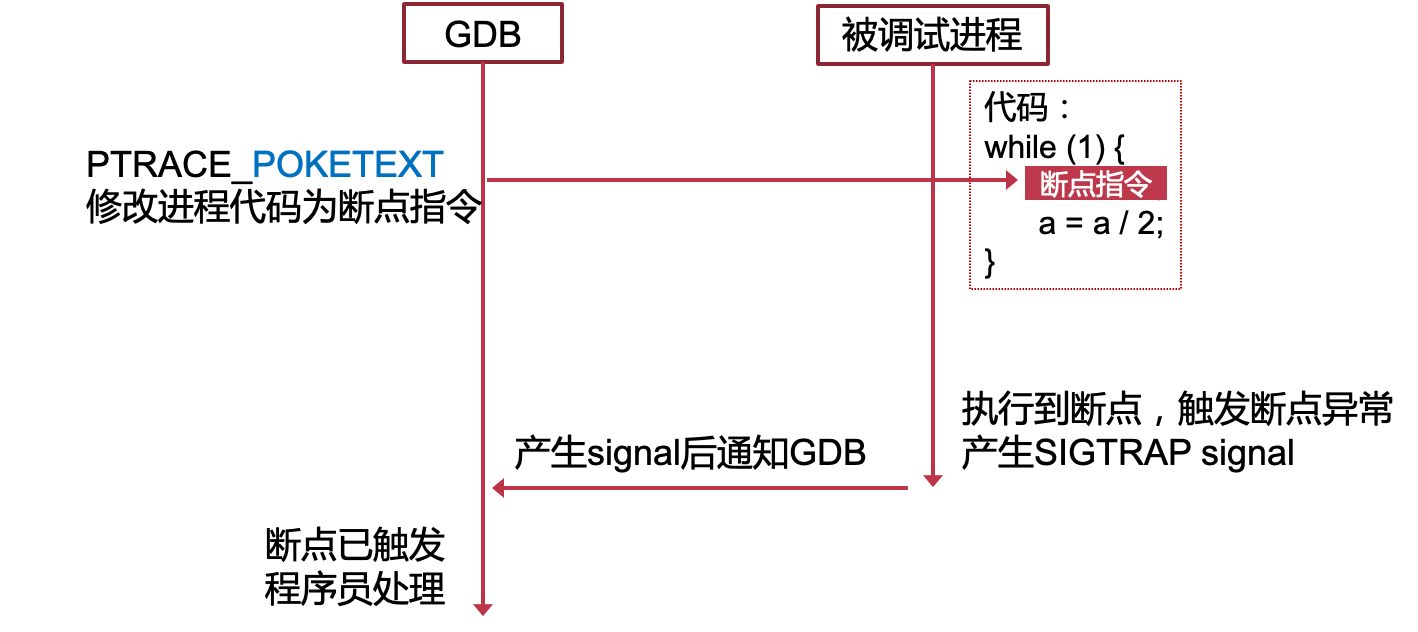 GDB
被调试进程
代码：
while (1) {
断点指令
a = a / 2;
}
PTRACE_POKETEXT
修改进程代码为断点指令
执行到断点，触发断点异常
产生SIGTRAP signal
产生signal后通知GDB
断点已触发
程序员处理